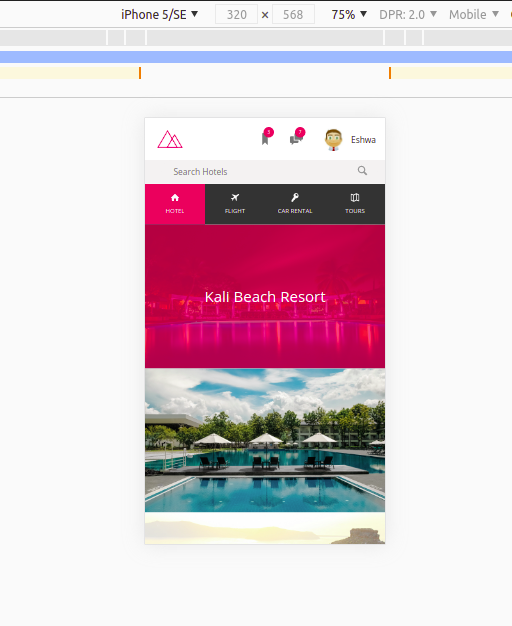 iPhone 5/SE 320 × 568 75% DPR: 2.0 Mobile
3 7 Eshwa
Search Hotels
HOTEL FLIGHT CAR RENTAL TOURS
Kali Beach Resort